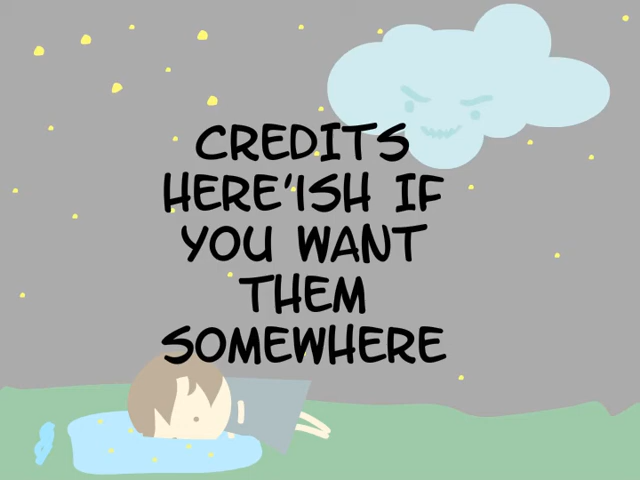 CREDITS
HERE'ISH IF
YOU WANT
THEM
SOMEWHERE